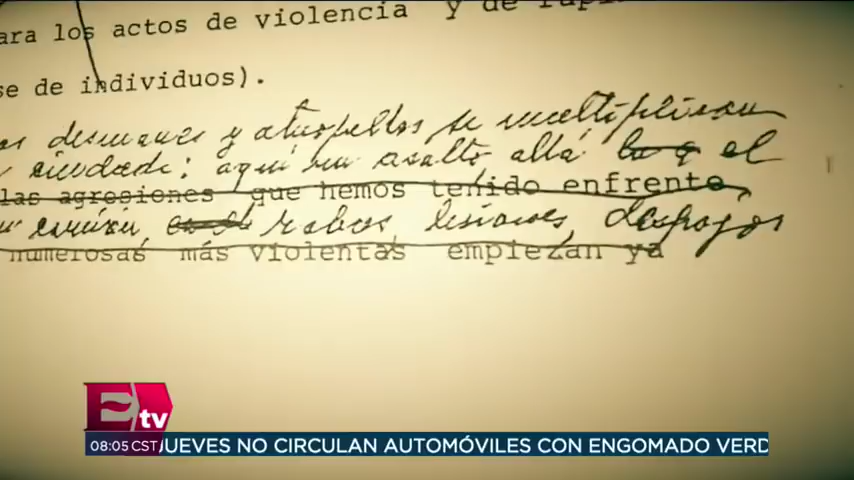 ara los actos de violencia y de rapi
se de individuos).
desmanes y atropellos se multiplican
ciudad: aquí un asalto allá el
las agresiones que hemos tenido enfrente
camión, robos, lesiones, despojos
numerosas más violentas empiezan ya
E
tv
08:05 CST
JUEVES NO CIRCULAN AUTOMÓVILES CON ENGOMADO VERD